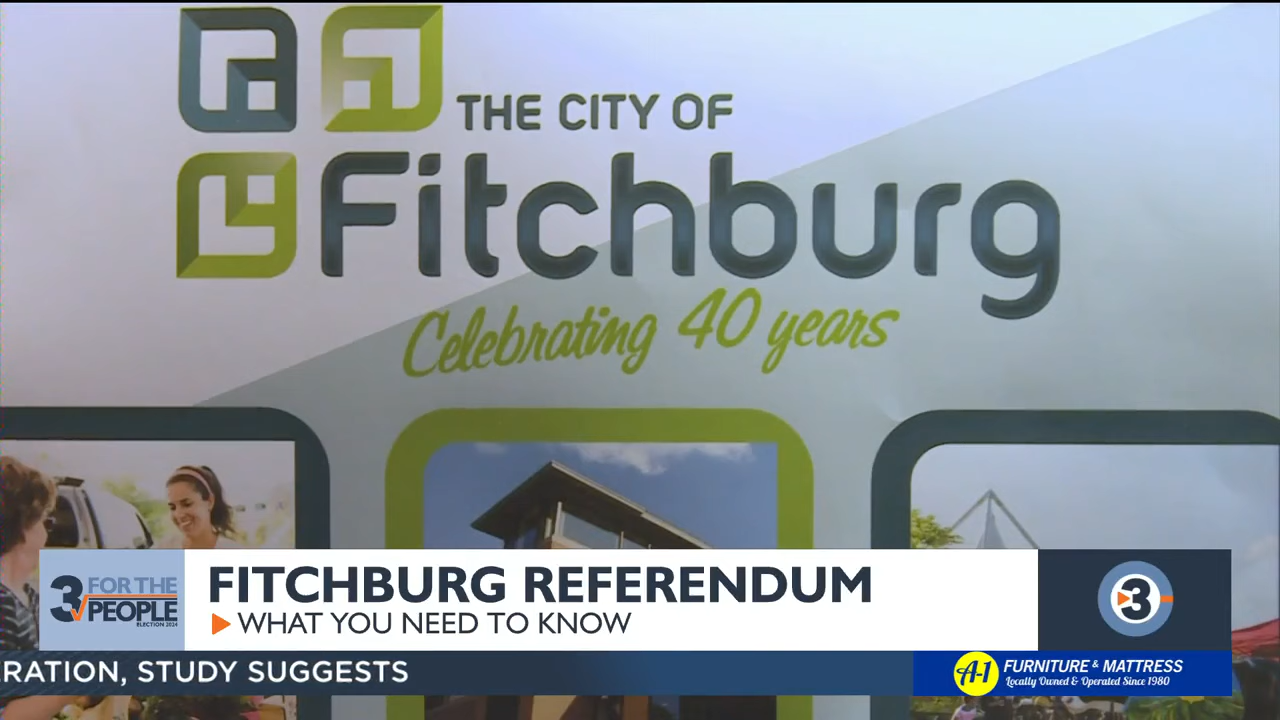 THE CITY OF
Fitchburg
Celebrating 40 years
3 FOR THE PEOPLE
ELECTION 2024
FITCHBURG REFERENDUM
WHAT YOU NEED TO KNOW
3
ERATION, STUDY SUGGESTS
A-1 FURNITURE & MATTRESS
Locally Owned & Operated Since 1980